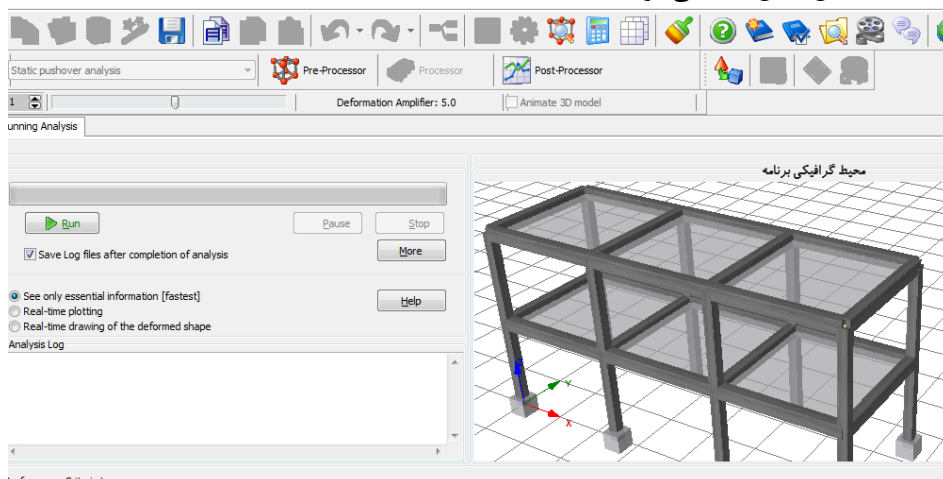 Static pushover analysis
Pre-Processor
Processor
Post-Processor
1
Deformation Amplifier: 5.0
Animate 3D model
unning Analysis
محیط گرافیکی برنامه
Run
Pause
Stop
Save Log files after completion of analysis
More
See only essential information [fastest]
Real-time plotting
Real-time drawing of the deformed shape
Help
Analysis Log
Y
X